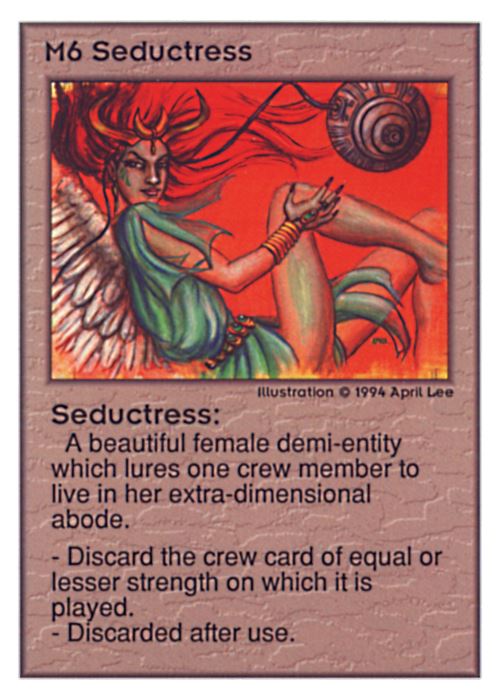 M6 Seductress
Illustration © 1994 April Lee
Seductress:
A beautiful female demi-entity
which lures one crew member to
live in her extra-dimensional
abode.
- Discard the crew card of equal or
lesser strength on which it is
played.
- Discarded after use.